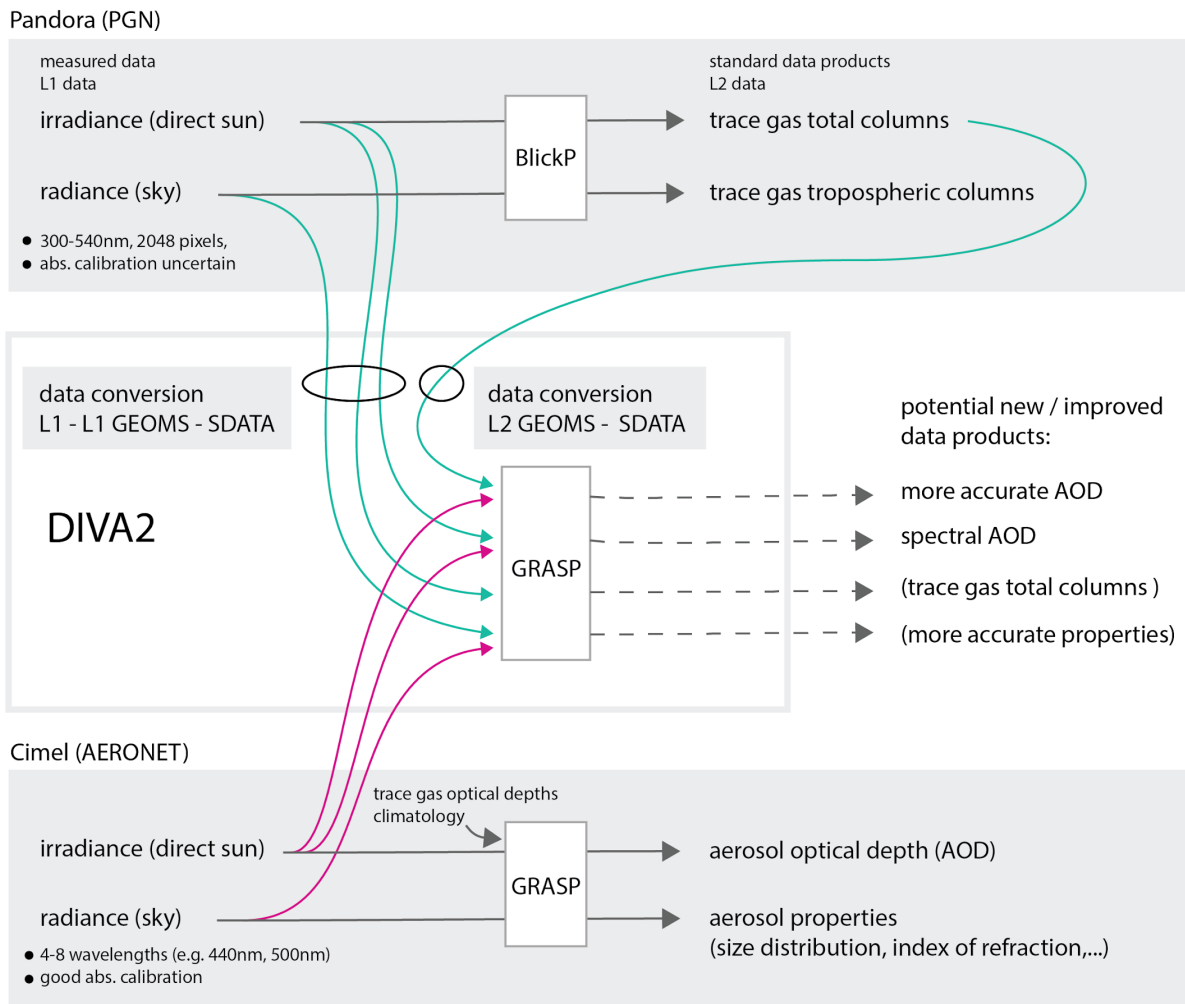 Pandora (PGN)
measured data
L1 data
standard data products
L2 data
irradiance (direct sun)
BlickP
trace gas total columns
radiance (sky)
trace gas tropospheric columns
300-540nm, 2048 pixels,
abs. calibration uncertain
data conversion
L1 - L1 GEOMS - SDATA
data conversion
L2 GEOMS -  SDATA
potential new / improved
data products:
DIVA2
GRASP
more accurate AOD
spectral AOD
(trace gas total columns )
(more accurate properties)
Cimel (AERONET)
trace gas optical depths
climatology
irradiance (direct sun)
GRASP
aerosol optical depth (AOD)
radiance (sky)
aerosol properties
(size distribution, index of refraction,...)
4-8 wavelengths (e.g. 440nm, 500nm)
good abs. calibration